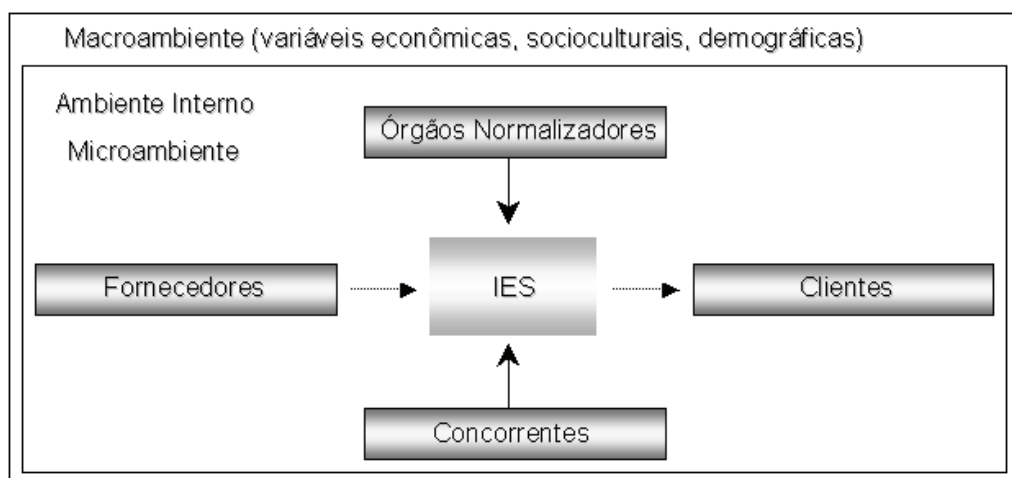 Macroambiente (variáveis econômicas, socioculturais, demográficas)
Ambiente Interno
Microambiente
Órgãos Normalizadores
Fornecedores
IES
Clientes
Concorrentes